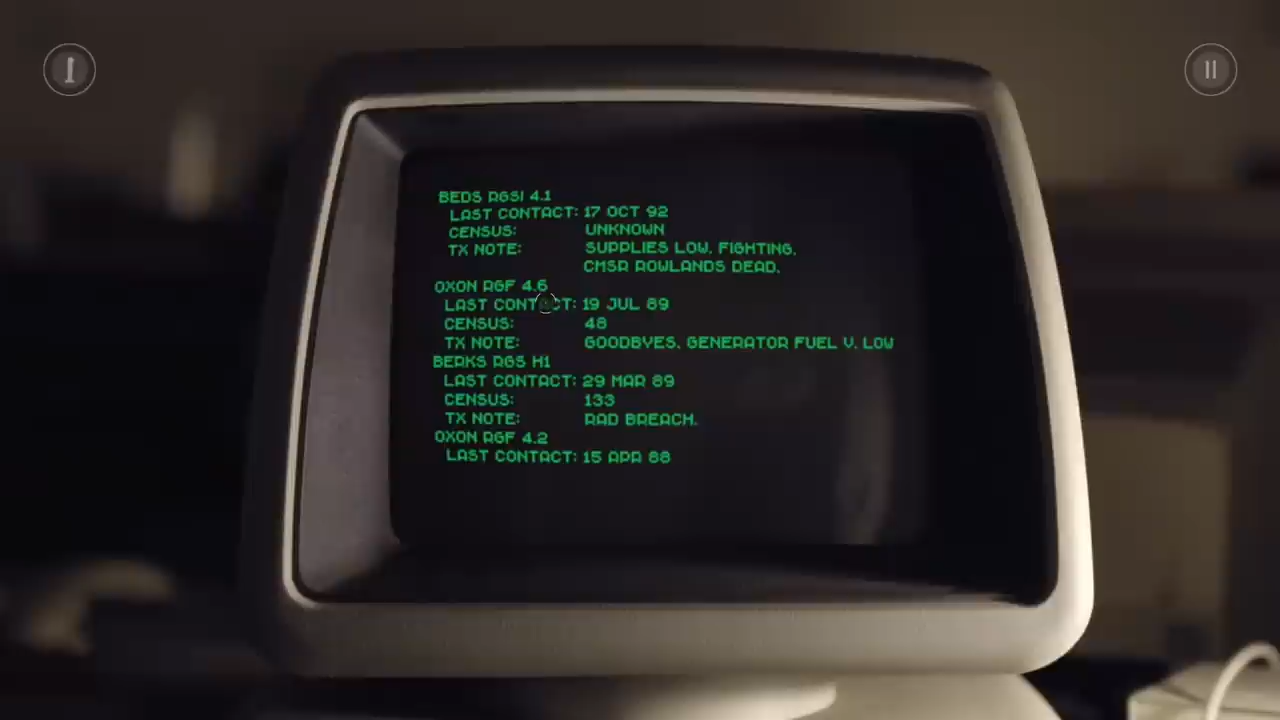 BEDS RGSI 4.1
LAST CONTACT: 17 OCT 92
CENSUS: UNKNOWN
TX NOTE: SUPPLIES LOW. FIGHTING.
CMSR ROWLANDS DEAD.
OXON RGF 4.6
LAST CONTACT: 19 JUL 89
CENSUS: 48
TX NOTE: GOODBYES. GENERATOR FUEL V. LOW
BERKS RGS H1
LAST CONTACT: 29 MAR 89
CENSUS: 133
TX NOTE: RAD BREACH.
OXON RGF 4.2
LAST CONTACT: 15 APR 88